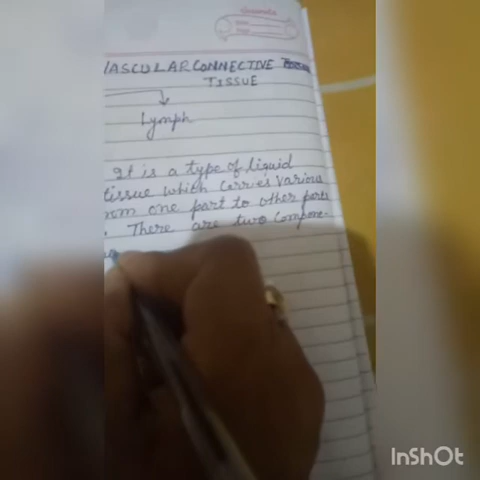 VASCULAR CONNECTIVE
TISSUE
Lymph
It is a type of liquid
tissue which carries various
from one part to other parts
. There are two Compone-
InShOt